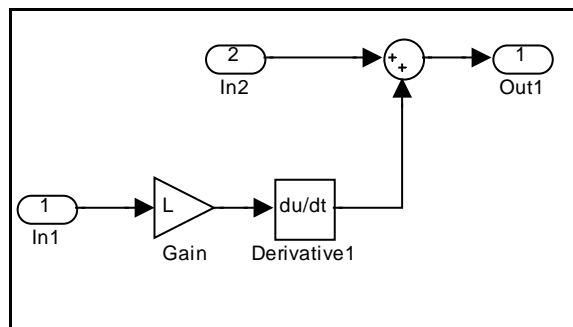 2
In2
+
+
1
Out1
1
In1
L
Gain
du/dt
Derivative1